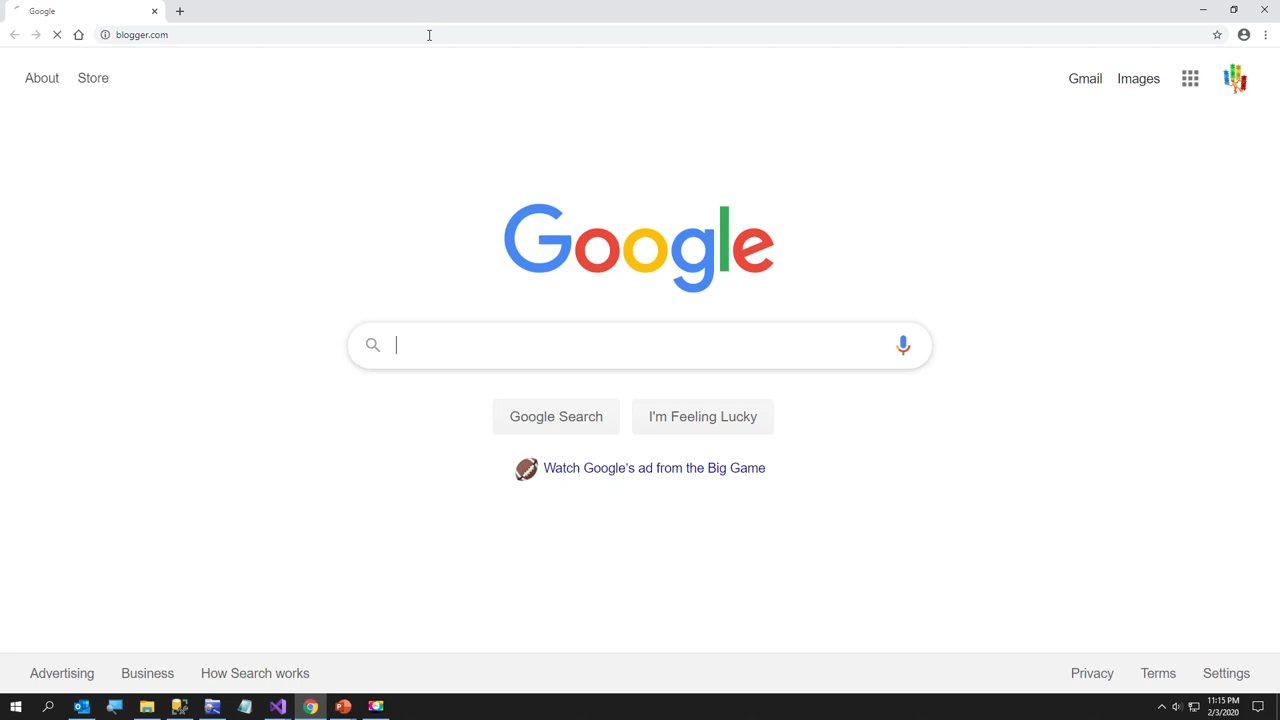 Google
blogger.com
About Store
Gmail Images
Google
Google Search I'm Feeling Lucky
Watch Google's ad from the Big Game
Advertising Business How Search works
Privacy Terms Settings
11:15 PM
2/3/2020